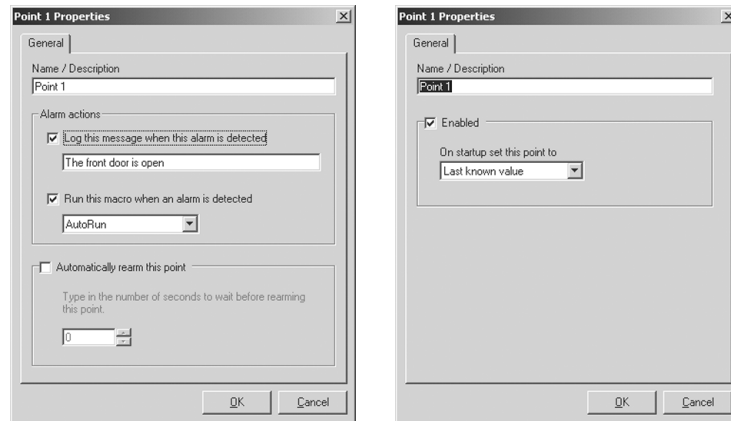 Point 1 Properties
General
Name / Description
Point 1
Alarm actions
Log this message when this alarm is detected
The front door is open
Run this macro when an alarm is detected
AutoRun
Automatically rearm this point
Type in the number of seconds to wait before rearming
this point.
0
OK
Cancel
Point 1 Properties
General
Name / Description
Point 1
Enabled
On startup set this point to
Last known value
OK
Cancel